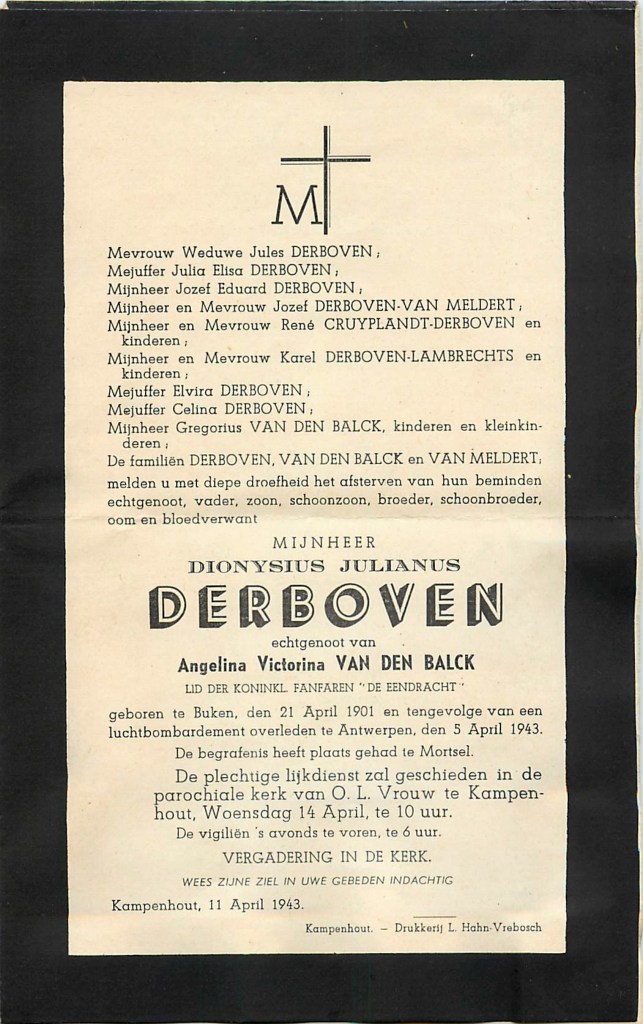 M
Mevrouw Weduwe Jules DERBOVEN ;
Mejuffer Julia Elisa DERBOVEN ;
Mijnheer Jozef Eduard DERBOVEN ;
Mijnheer en Mevrouw Jozef DERBOVEN-VAN MELDERT ;
Mijnheer en Mevrouw René CRUYPLANDT-DERBOVEN en
kinderen ;
Mijnheer en Mevrouw Karel DERBOVEN-LAMBRECHTS en
kinderen ;
Mejuffer Elvira DERBOVEN ;
Mejuffer Celina DERBOVEN ;
Mijnheer Gregorius VAN DEN BALCK, kinderen en kleinkin-
deren ;
De familiën DERBOVEN, VAN DEN BALCK en VAN MELDERT;
melden u met diepe droefheid het afsterven van hun beminden
echtgenoot, vader, zoon, schoonzoon, broeder, schoonbroeder,
oom en bloedverwant
MIJNHEER
DIONYSIUS JULIANUS
DERBOVEN
echtgenoot van
Angelina Victorina VAN DEN BALCK
LID DER KONINKL. FANFAREN "DE EENDRACHT"
geboren te Buken, den 21 April 1901 en tengevolge van een
luchtbombardement overleden te Antwerpen, den 5 April 1943.
De begrafenis heeft plaats gehad te Mortsel.
De plechtige lijkdienst zal geschieden in de
parochiale kerk van O. L. Vrouw te Kampen-
hout, Woensdag 14 April, te 10 uur.
De vigiliën 's avonds te voren, te 6 uur.
VERGADERING IN DE KERK.
WEES ZIJNE ZIEL IN UWE GEBEDEN INDACHTIG
Kampenhout, 11 April 1943.
Kampenhout. — Drukkerij L. Hahn-Vrebosch